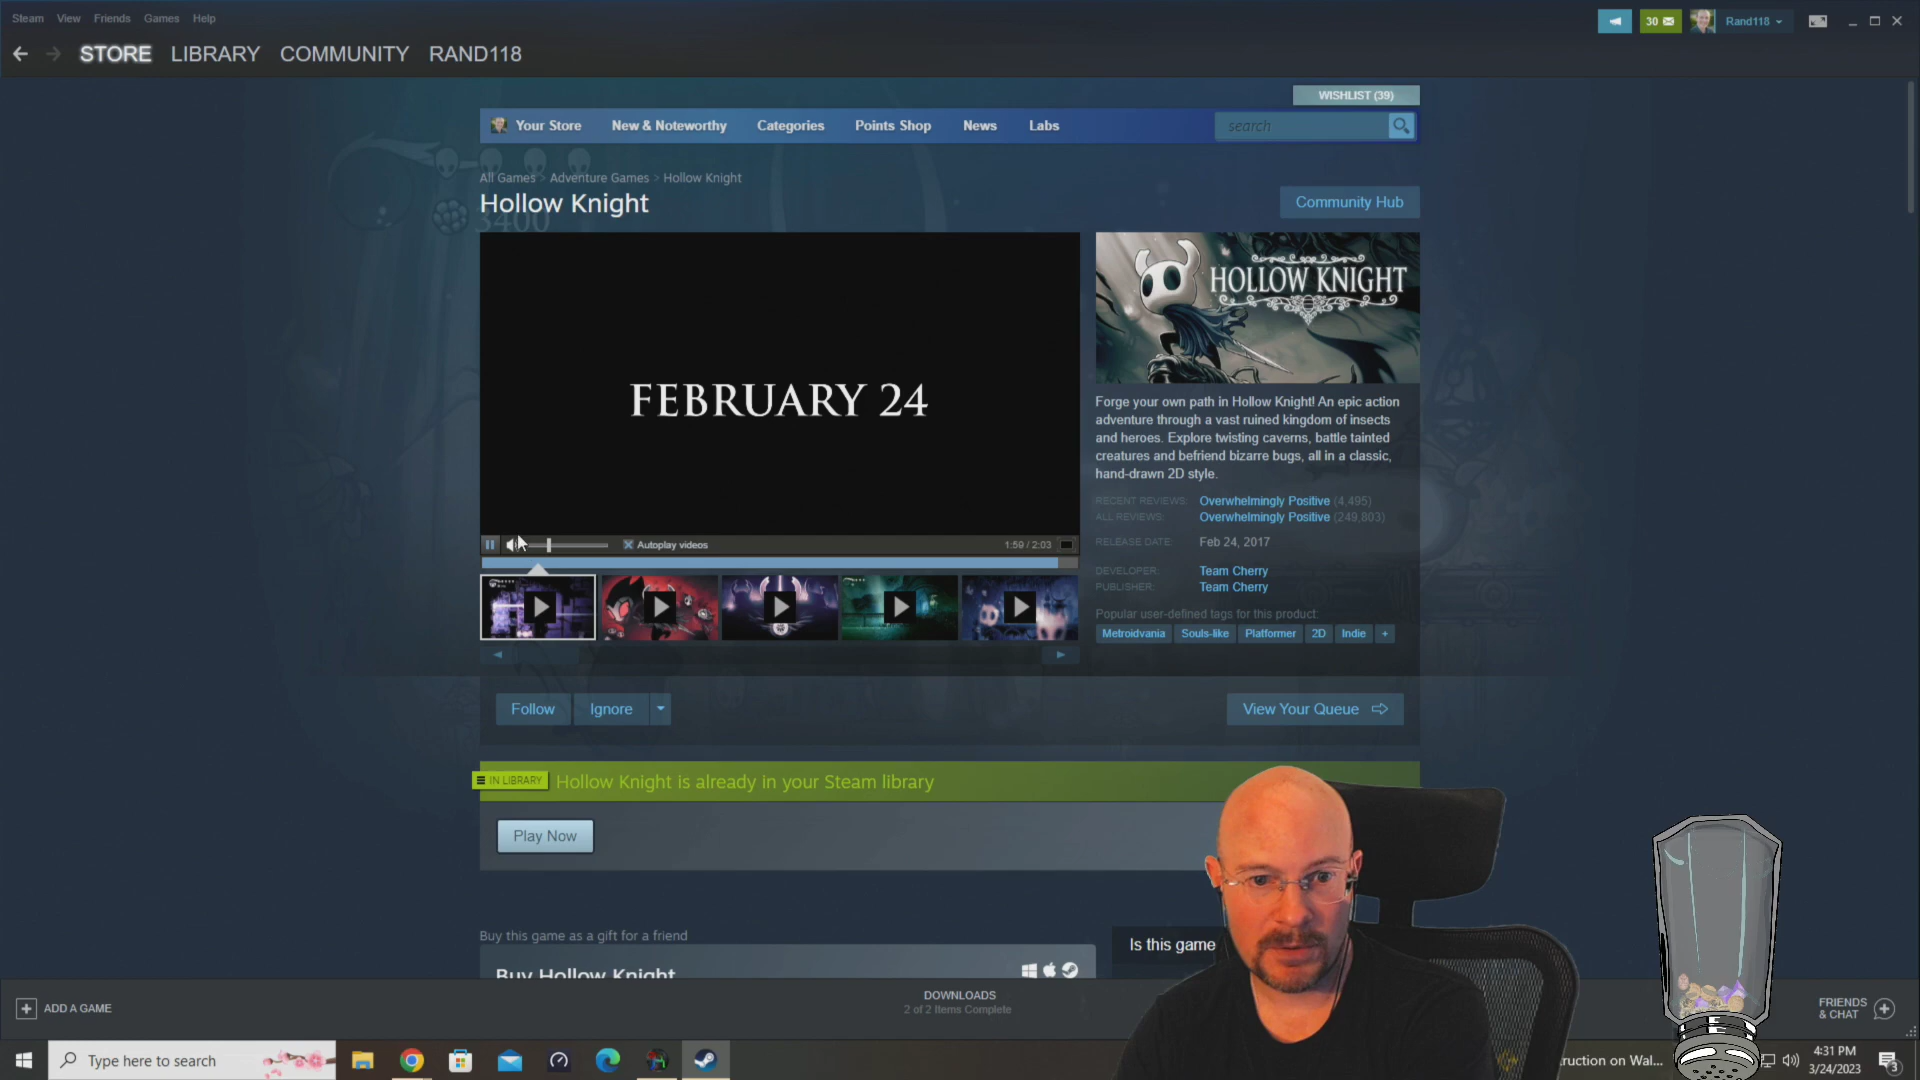 Steam View Friends Games Help
30
Rand118
STORE LIBRARY COMMUNITY RAND118
WISHLIST (39)
Your Store New & Noteworthy Categories Points Shop News Labs
search
All Games > Adventure Games > Hollow Knight
Hollow Knight
3400
Community Hub
FEBRUARY 24
HOLLOW KNIGHT
Forge your own path in Hollow Knight! An epic action
adventure through a vast ruined kingdom of insects
and heroes. Explore twisting caverns, battle tainted
creatures and befriend bizarre bugs, all in a classic,
hand-drawn 2D style.
RECENT REVIEWS: Overwhelmingly Positive (4,495)
ALL REVIEWS: Overwhelmingly Positive (249,803)
RELEASE DATE: Feb 24, 2017
DEVELOPER: Team Cherry
PUBLISHER: Team Cherry
Popular user-defined tags for this product:
Metroidvania Souls-like Platformer 2D Indie +
Autoplay videos
1:59 / 2:03
Follow Ignore
View Your Queue
IN LIBRARY
Hollow Knight is already in your Steam library
Play Now
Buy this game as a gift for a friend
Buy Hollow Knight
Is this game
ADD A GAME
DOWNLOADS
2 of 2 Items Complete
FRIENDS
& CHAT
Type here to search
ruction on Wal...
4:31 PM
3/24/2023
3